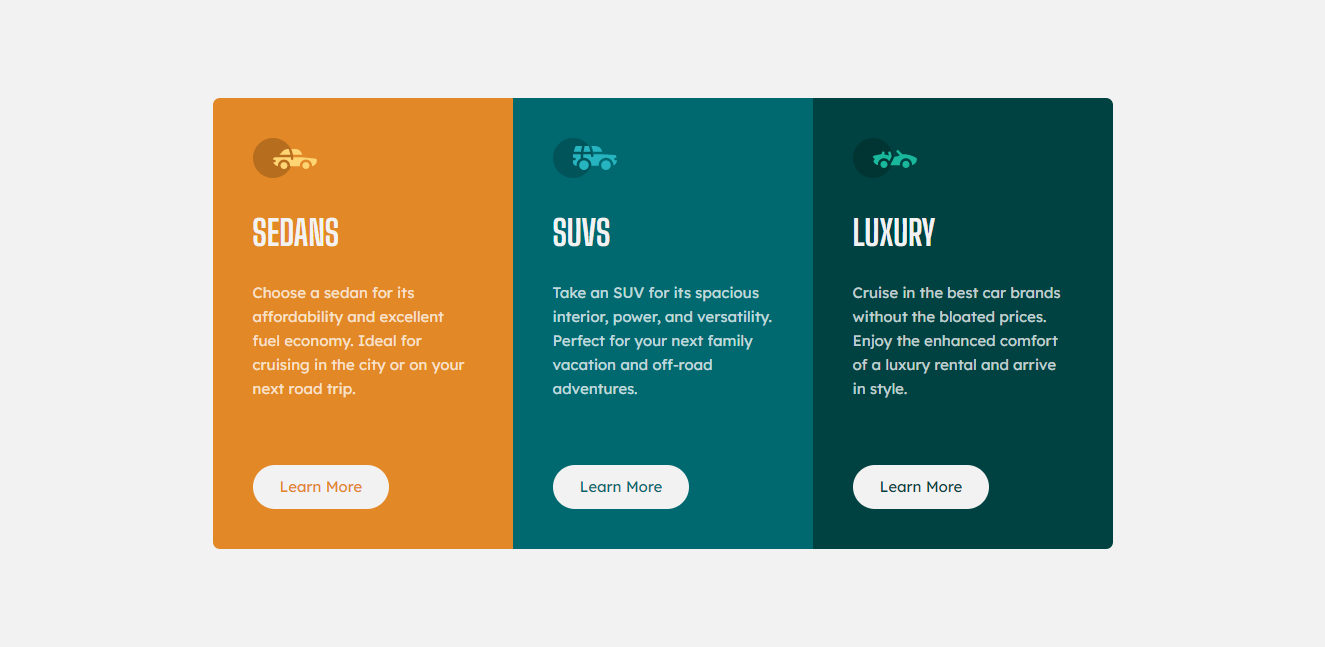 SEDANS
Choose a sedan for its
affordability and excellent
fuel economy. Ideal for
cruising in the city or on your
next road trip.
Learn More
SUVS
Take an SUV for its spacious
interior, power, and versatility.
Perfect for your next family
vacation and off-road
adventures.
Learn More
LUXURY
Cruise in the best car brands
without the bloated prices.
Enjoy the enhanced comfort
of a luxury rental and arrive
in style.
Learn More